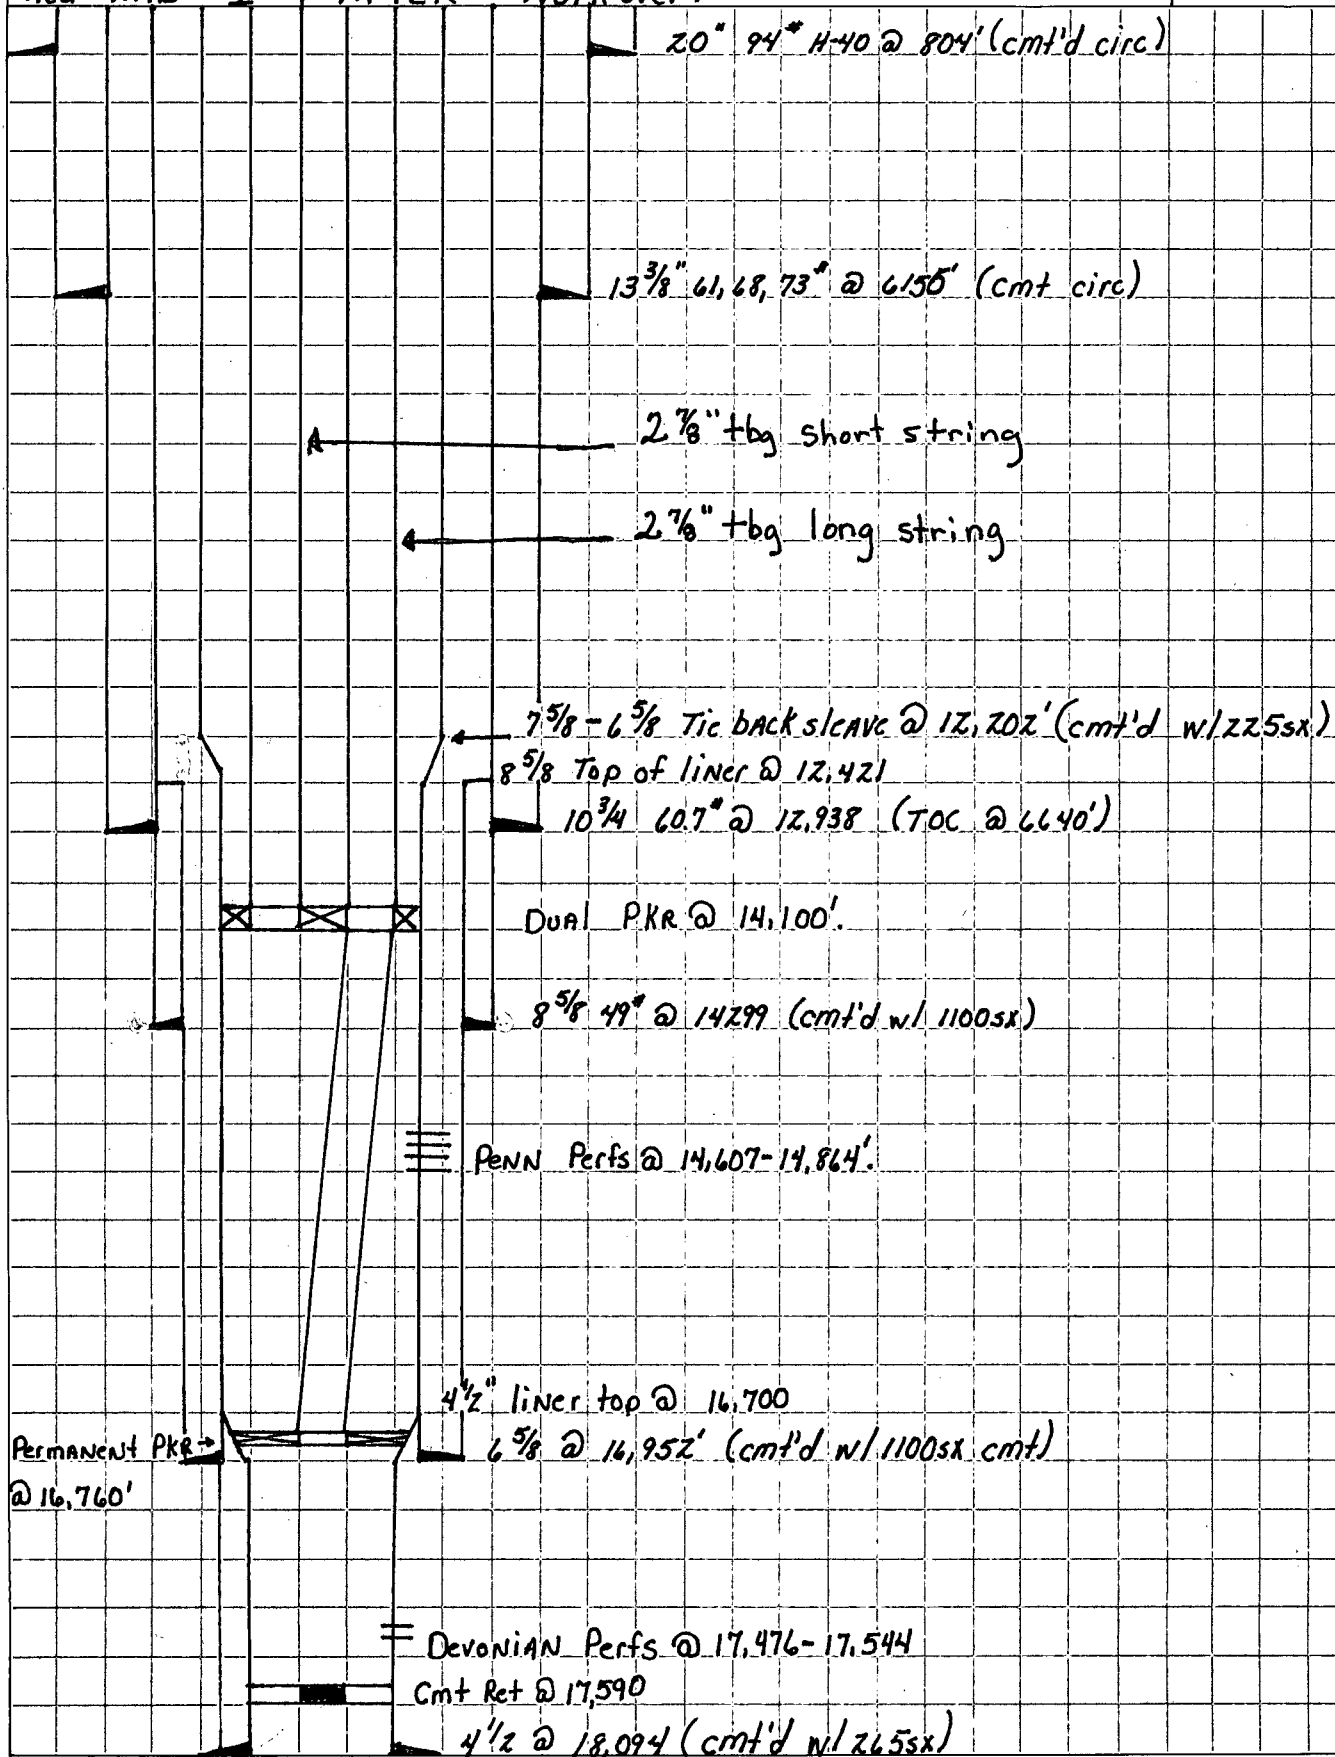 20" 94# H-40 @ 804' (cmt'd circ)
13 3/8" 61, 68, 73# @ 6155' (cmt circ)
2 7/8" tbg short string
2 7/8" tbg long string
7 5/8 - 6 5/8 Tie back sleave @ 12,202' (cmt'd w/225sx)
8 5/8 Top of liner @ 12,421
10 3/4 60.7# @ 12,938 (TOC @ 6640')
Dual PKR @ 14,100'.
8 5/8 49# @ 14299 (cmt'd w/ 1100sx)
Penn Perfs @ 14,607-14,864'.
4 1/2" liner top @ 16,700
Permanent PKR
@ 16,760'
6 5/8 @ 16,952' (cmt'd w/ 1100sx cmt)
Devonian Perfs @ 17,476-17,544
Cmt Ret @ 17,590
4 1/2 @ 18,094 (cmt'd w/ 265sx)